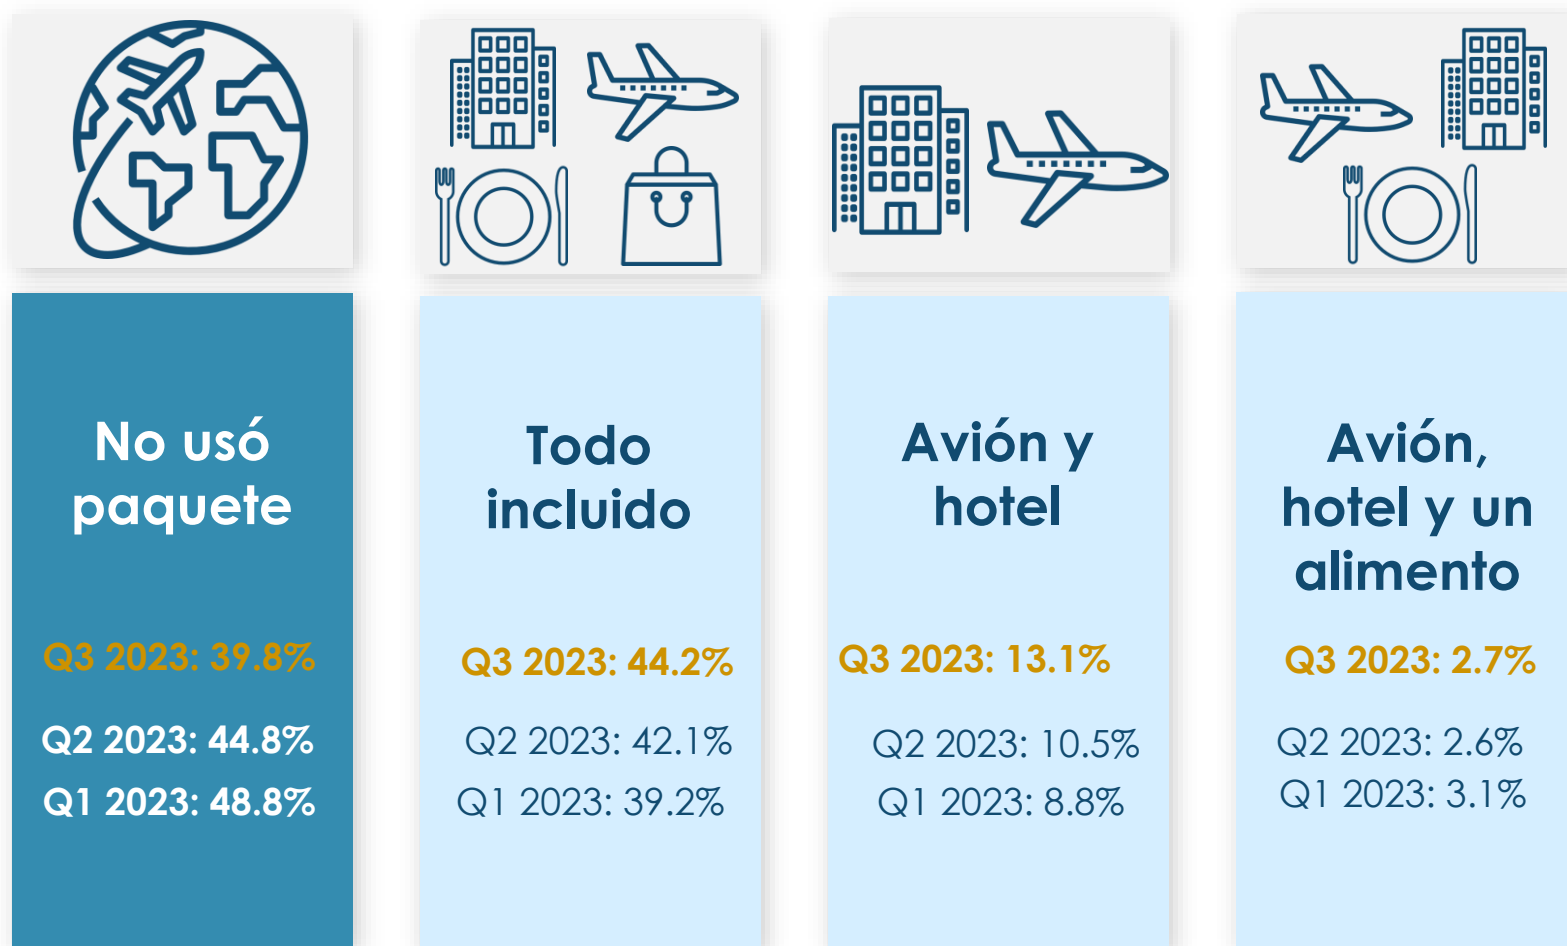 No usó
paquete
Q3 2023: 39.8%
Q2 2023: 44.8%
Q1 2023: 48.8%
Todo
incluido
Q3 2023: 44.2%
Q2 2023: 42.1%
Q1 2023: 39.2%
Avión y
hotel
Q3 2023: 13.1%
Q2 2023: 10.5%
Q1 2023: 8.8%
Avión,
hotel y un
alimento
Q3 2023: 2.7%
Q2 2023: 2.6%
Q1 2023: 3.1%